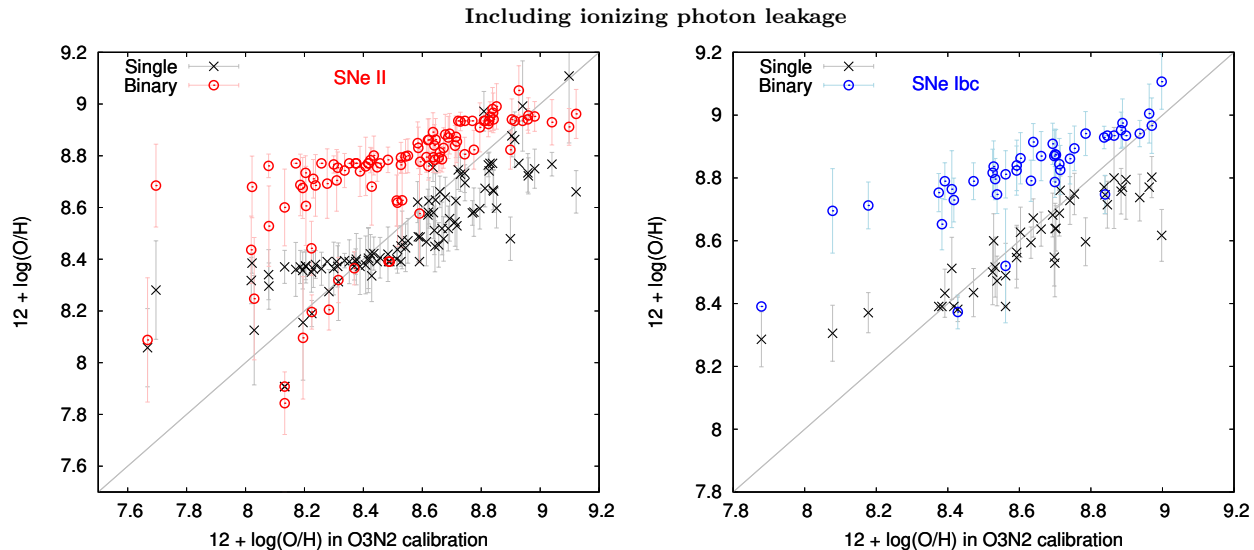 Including ionizing photon leakage
9.2
9
8.8
8.6
8.4
8.2
8
7.8
7.6
12 + log(O/H)
Single
Binary
SNe II
7.6 7.8 8 8.2 8.4 8.6 8.8 9 9.2
12 + log(O/H) in O3N2 calibration
9.2
9
8.8
8.6
8.4
8.2
8
7.8
12 + log(O/H)
Single
Binary
SNe Ibc
7.8 8 8.2 8.4 8.6 8.8 9 9.2
12 + log(O/H) in O3N2 calibration